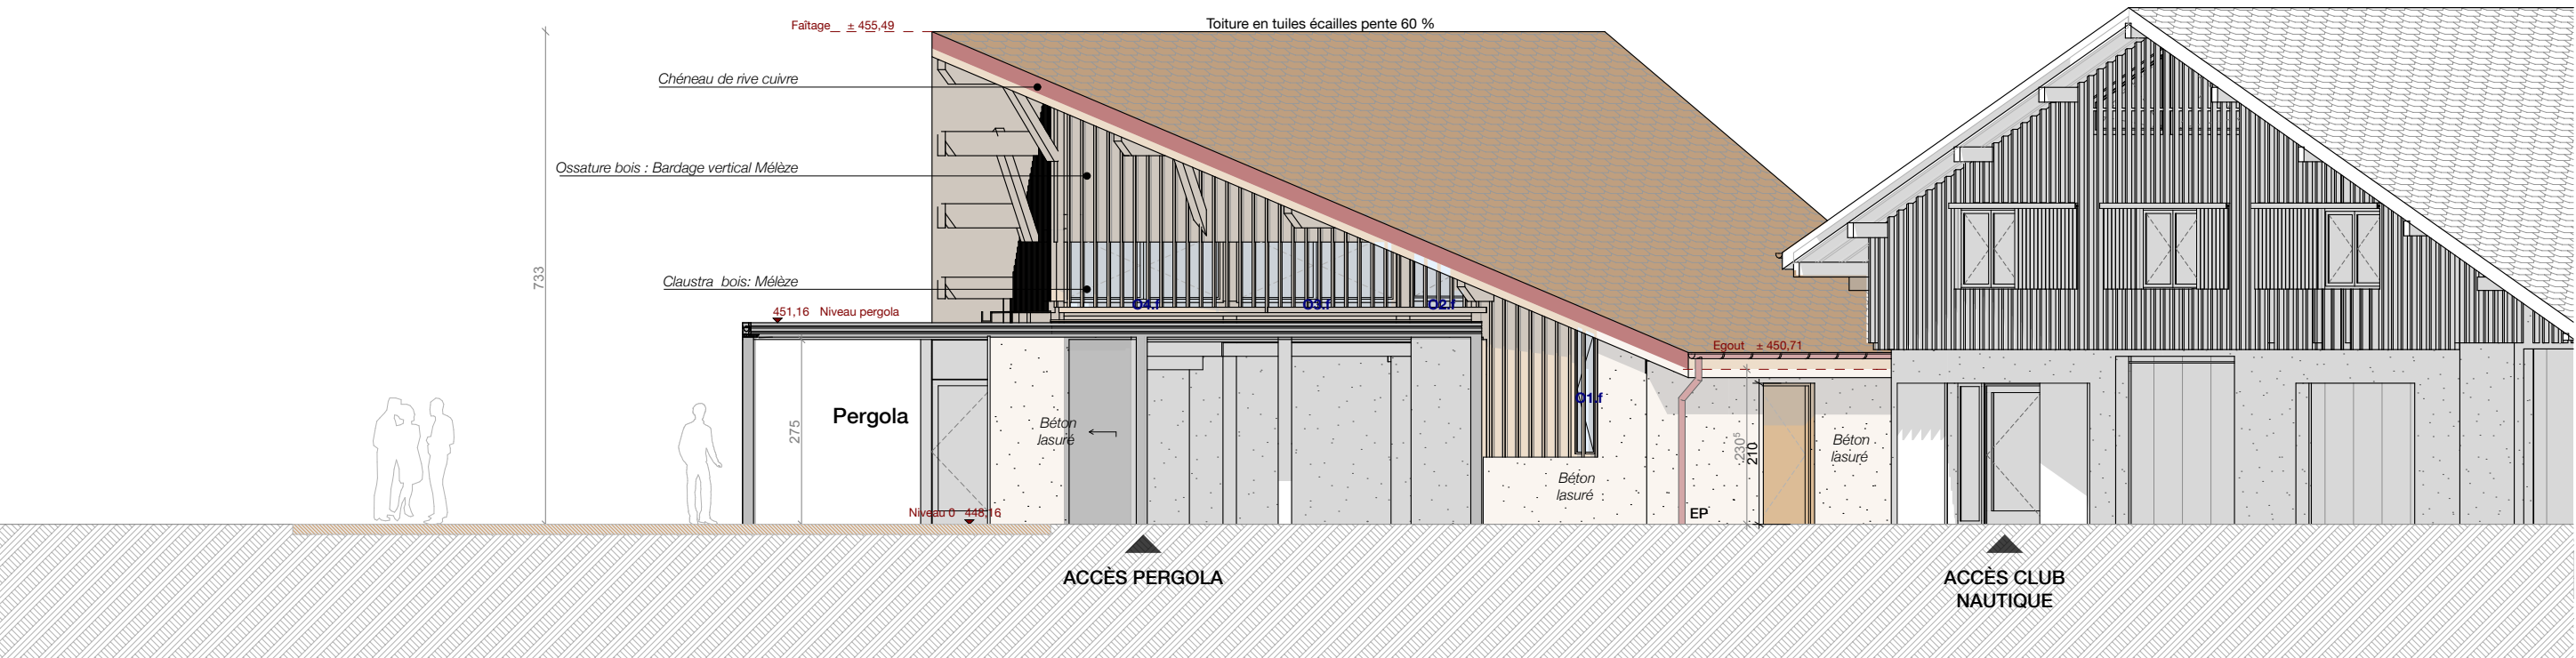 Faîtage ± 455,49
Toiture en tuiles écailles pente 60 %
Chéneau de rive cuivre
Ossature bois : Bardage vertical Mélèze
733
Claustra bois: Mélèze
O4.f
O3.f
O2.f
451,16 Niveau pergola
Egout ± 450,71
O1.f
Pergola
275
Béton
lasuré
230⁵
210
Béton
lasuré
Béton
lasuré
Niveau 0 448,16
EP
ACCÈS PERGOLA
ACCÈS CLUB
NAUTIQUE